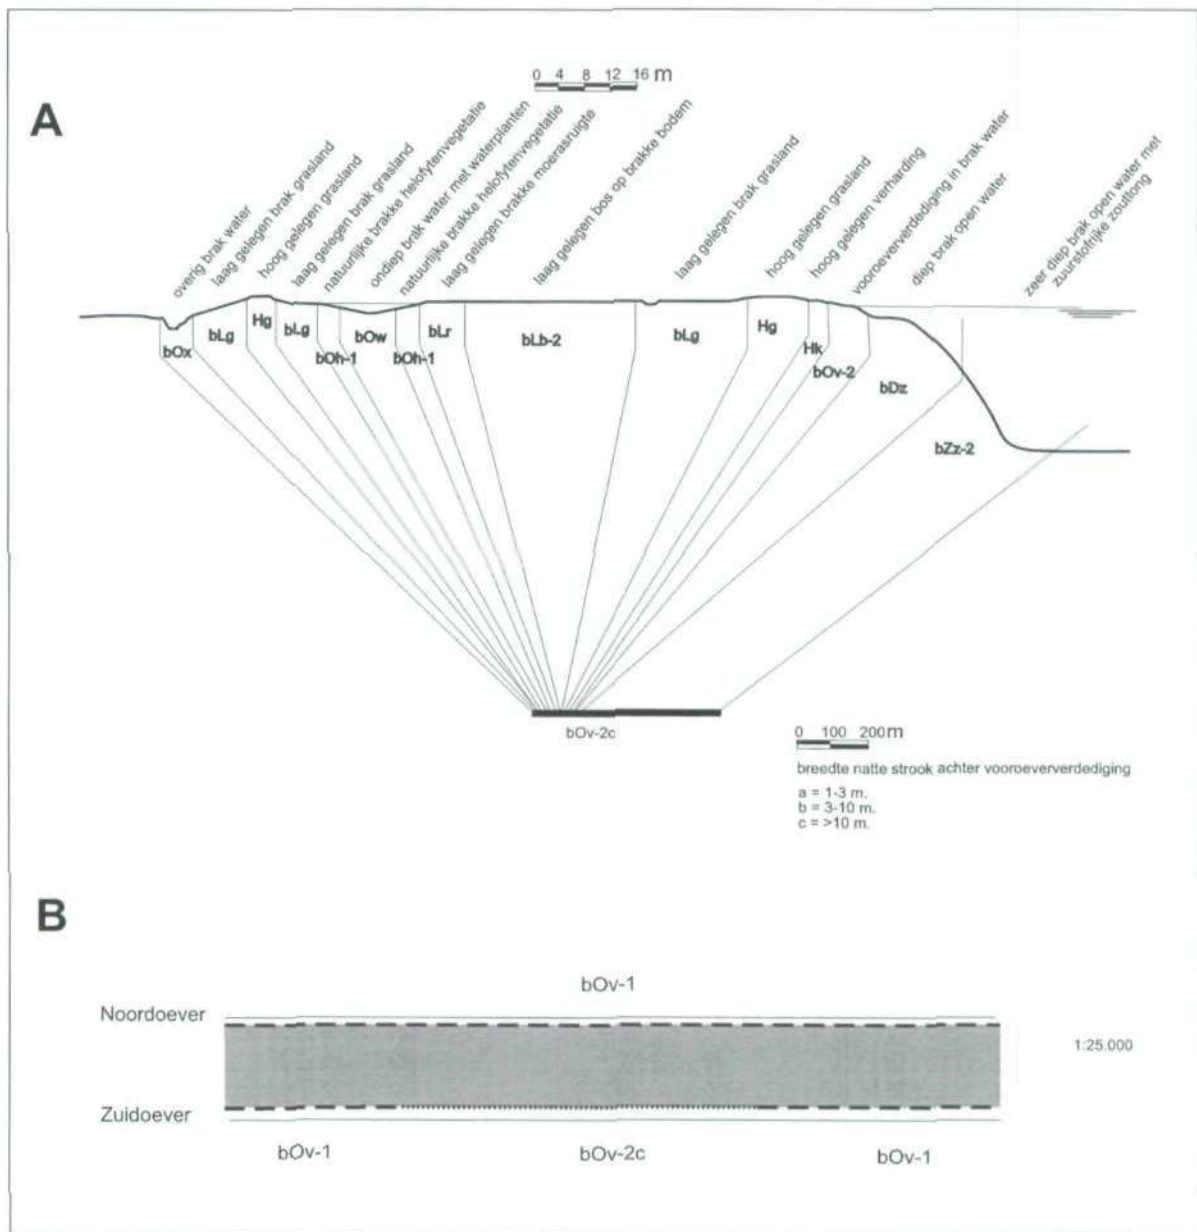 0 4 8 12 16 m
A
overig brak water
laag gelegen brak grasland
hoog gelegen grasland
laag gelegen brak grasland
natuurlijke brakke helofytenvegetatie
ondiep brak water met waterplanten
natuurlijke brakke helofytenvegetatie
laag gelegen brakke moerasruigte
laag gelegen bos op brakke bodem
laag gelegen brak grasland
hoog gelegen grasland
hoog gelegen verharding
vooroeververdediging in brak water
diep brak open water
zeer diep brak open water met
zuurstofrijke zouttong
bOx
bLg
Hg
bLg
bOh-1
bOw
bOh-1
bLr
bLb-2
bLg
Hg
Hk
bOv-2
bDz
bZz-2
bOv-2c
0 100 200m
breedte natte strook achter vooroeververdediging
a = 1-3 m.
b = 3-10 m.
c = >10 m.
B
bOv-1
Noordoever
1:25.000
Zuidoever
bOv-1 bOv-2c bOv-1